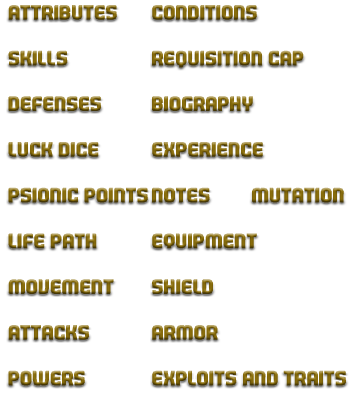 ATTRIBUTES CONDITIONS
SKILLS REQUISITION CAP
DEFENSES BIOGRAPHY
LUCK DICE EXPERIENCE
PSIONIC POINTS NOTES MUTATION
LIFE PATH EQUIPMENT
MOVEMENT SHIELD
ATTACKS ARMOR
POWERS EXPLOITS AND TRAITS